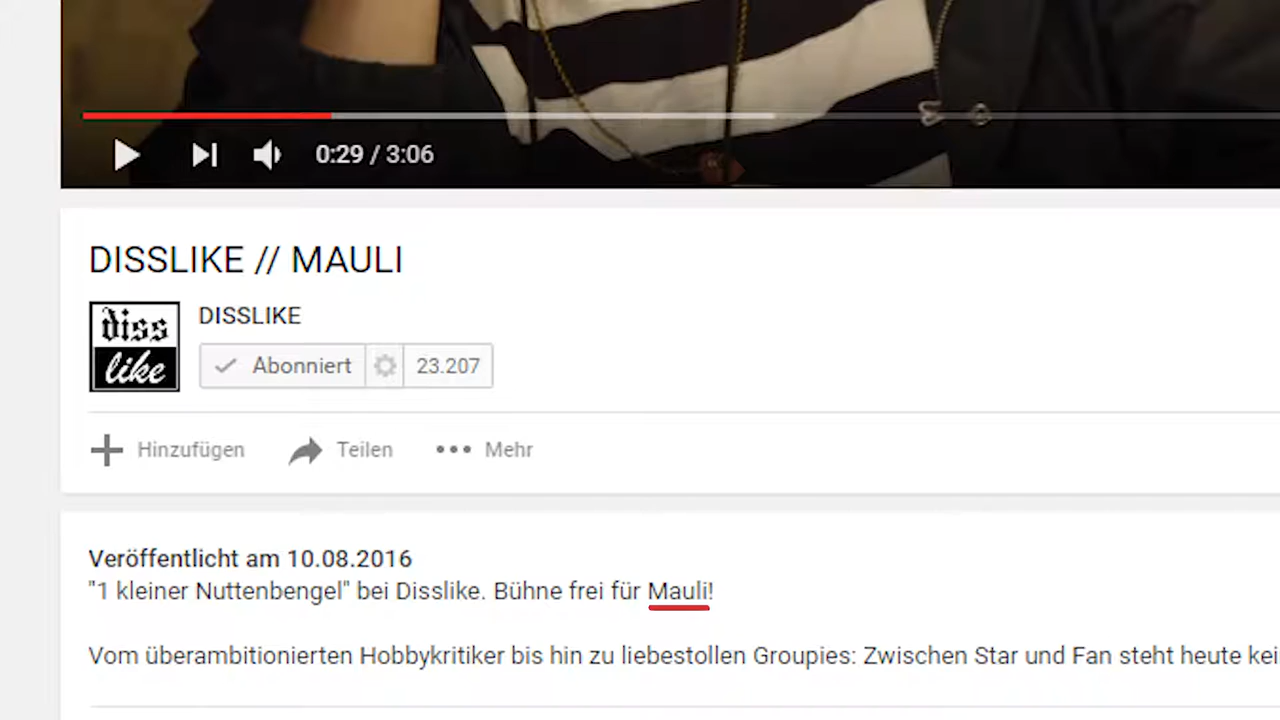 0:29 / 3:06
DISSLIKE // MAULI
diss
like
DISSLIKE
Abonniert 23.207
Hinzufügen Teilen Mehr
Veröffentlicht am 10.08.2016
"1 kleiner Nuttenbengel" bei Disslike. Bühne frei für Mauli!
Vom überambitionierten Hobbykritiker bis hin zu liebestollen Groupies: Zwischen Star und Fan steht heute kei